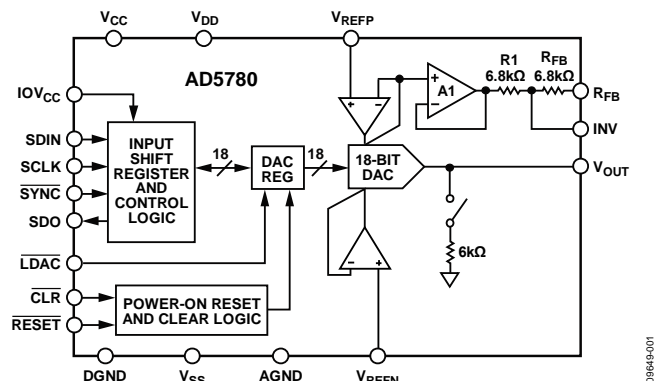 VCC
VDD
VREFP
AD5780
R1
6.8kΩ
RFB
6.8kΩ
A1
IOVCC
RFB
INV
SDIN
SCLK
SYNC
SDO
INPUT
SHIFT
REGISTER
AND
CONTROL
LOGIC
18
DAC
REG
18
18-BIT
DAC
VOUT
6kΩ
LDAC
CLR
RESET
POWER-ON RESET
AND CLEAR LOGIC
DGND
VSS
AGND
VREFN
09649-001